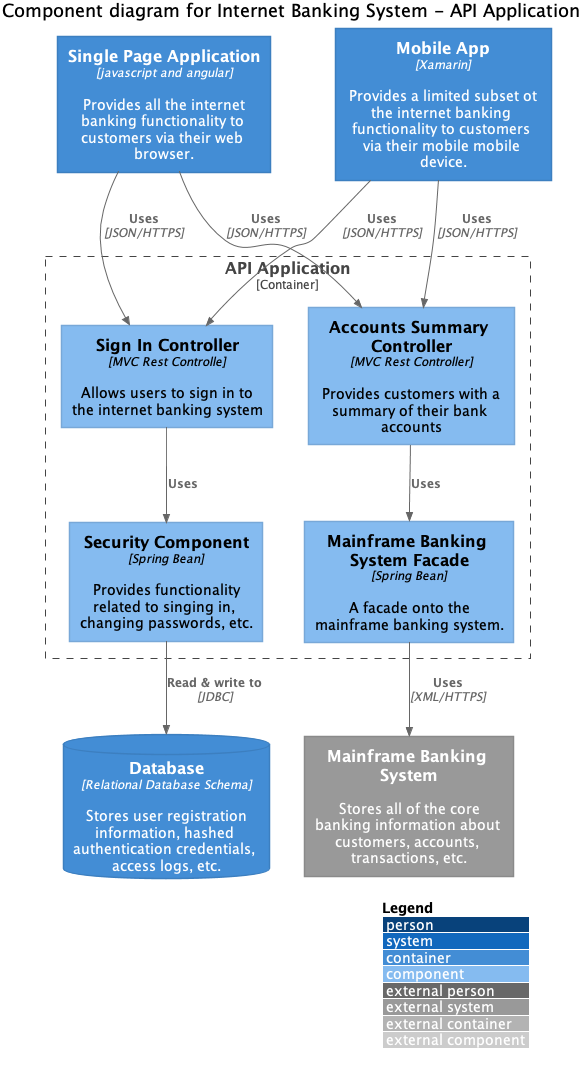 Component diagram for Internet Banking System - API Application
Single Page Application
[javascript and angular]
Provides all the internet
banking functionality to
customers via their web
browser.
Mobile App
[Xamarin]
Provides a limited subset ot
the internet banking
functionality to customers
via their mobile mobile
device.
Uses
[JSON/HTTPS]
Uses
[JSON/HTTPS]
Uses
[JSON/HTTPS]
Uses
[JSON/HTTPS]
API Application
[Container]
Sign In Controller
[MVC Rest Controlle]
Allows users to sign in to
the internet banking system
Accounts Summary
Controller
[MVC Rest Controller]
Provides customers with a
summary of their bank
accounts
Uses
Uses
Security Component
[Spring Bean]
Provides functionality
related to singing in,
changing passwords, etc.
Mainframe Banking
System Facade
[Spring Bean]
A facade onto the
mainframe banking system.
Read & write to
[JDBC]
Uses
[XML/HTTPS]
Database
[Relational Database Schema]
Stores user registration
information, hashed
authentication credentials,
access logs, etc.
Mainframe Banking
System
Stores all of the core
banking information about
customers, accounts,
transactions, etc.
Legend
person
system
container
component
external person
external system
external container
external component